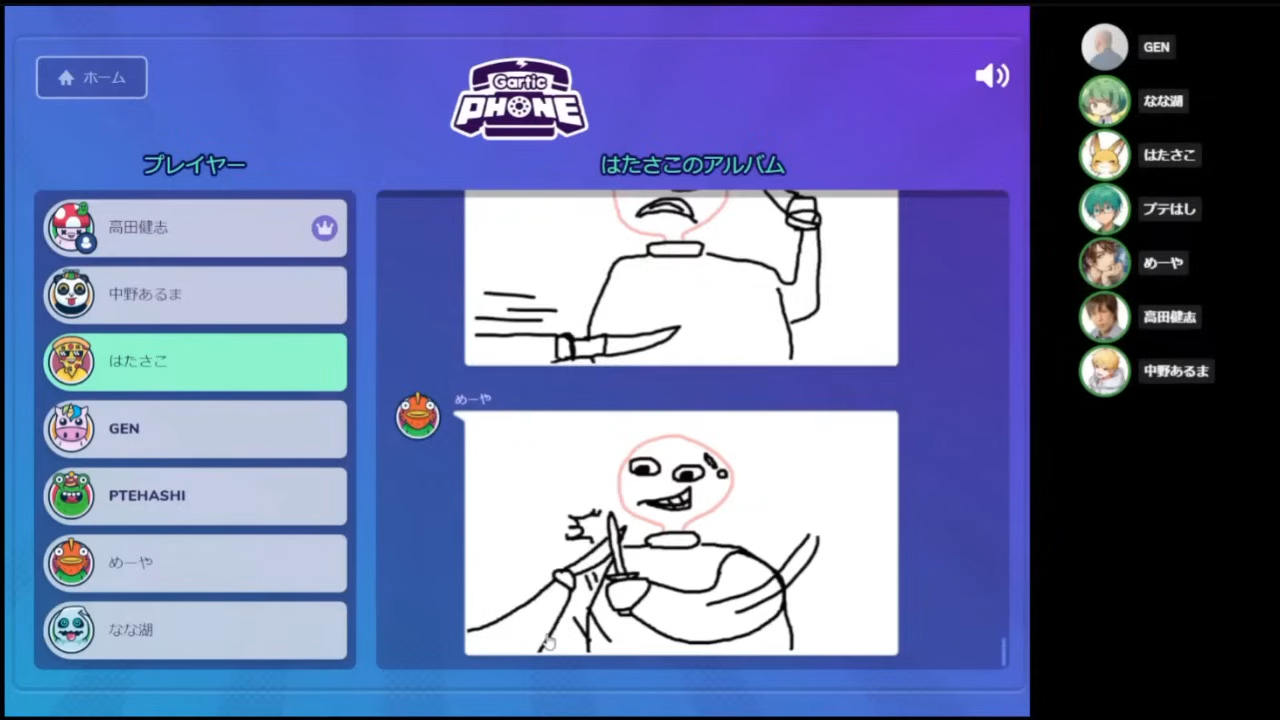 ホーム
Gartic
PHONE
プレイヤー
高田健志
中野あるま
はたさこ
GEN
PTEHASHI
めーや
なな湖
はたさこのアルバム
めーや
GEN
なな湖
はたさこ
プテはし
めーや
高田健志
中野あるま